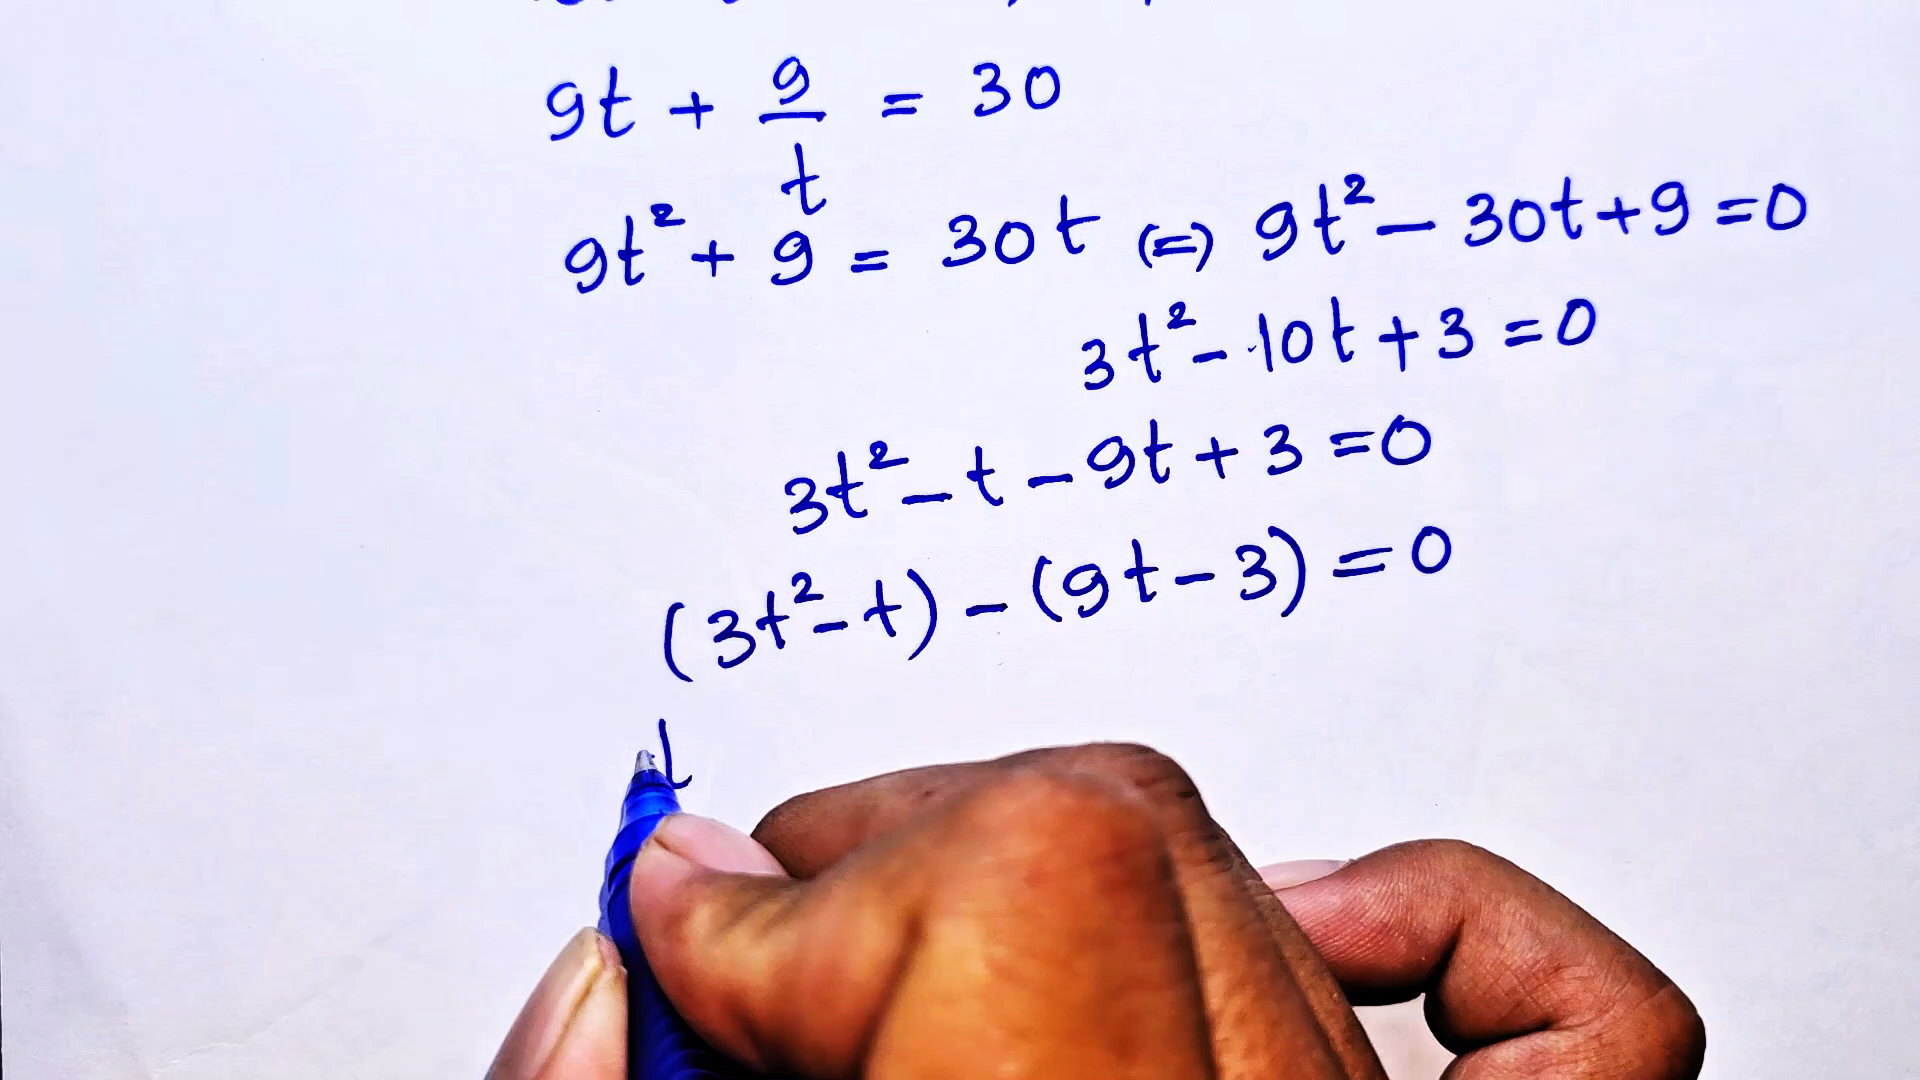 9t + 9/t = 30
9t² + 9 = 30t (=) 9t² - 30t + 9 = 0
3t² - 10t + 3 = 0
3t² - t - 9t + 3 = 0
(3t² - t) - (9t - 3) = 0